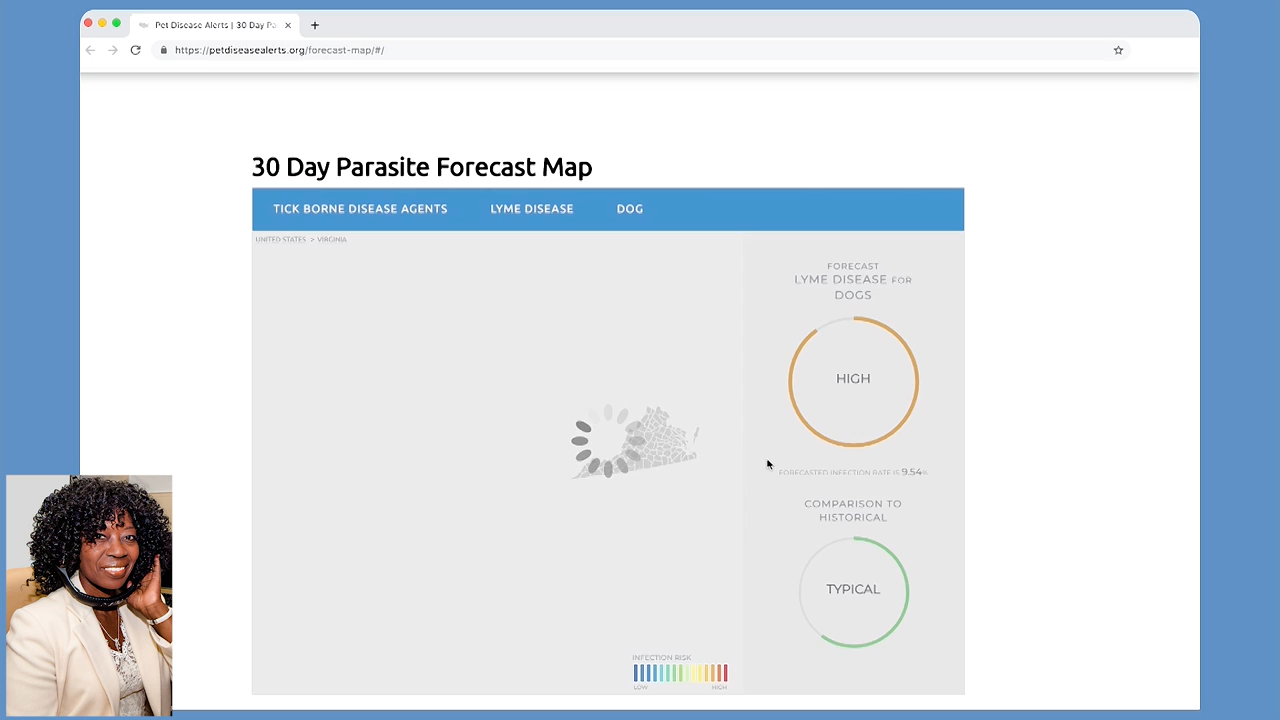 Pet Disease Alerts | 30 Day Pa
https://petdiseasealerts.org/forecast-map/#/
30 Day Parasite Forecast Map
TICK BORNE DISEASE AGENTS LYME DISEASE DOG
UNITED STATES > VIRGINIA
FORECAST
LYME DISEASE FOR
DOGS
HIGH
FORECASTED INFECTION RATE IS 9.54%
COMPARISON TO
HISTORICAL
TYPICAL
INFECTION RISK
LOW HIGH